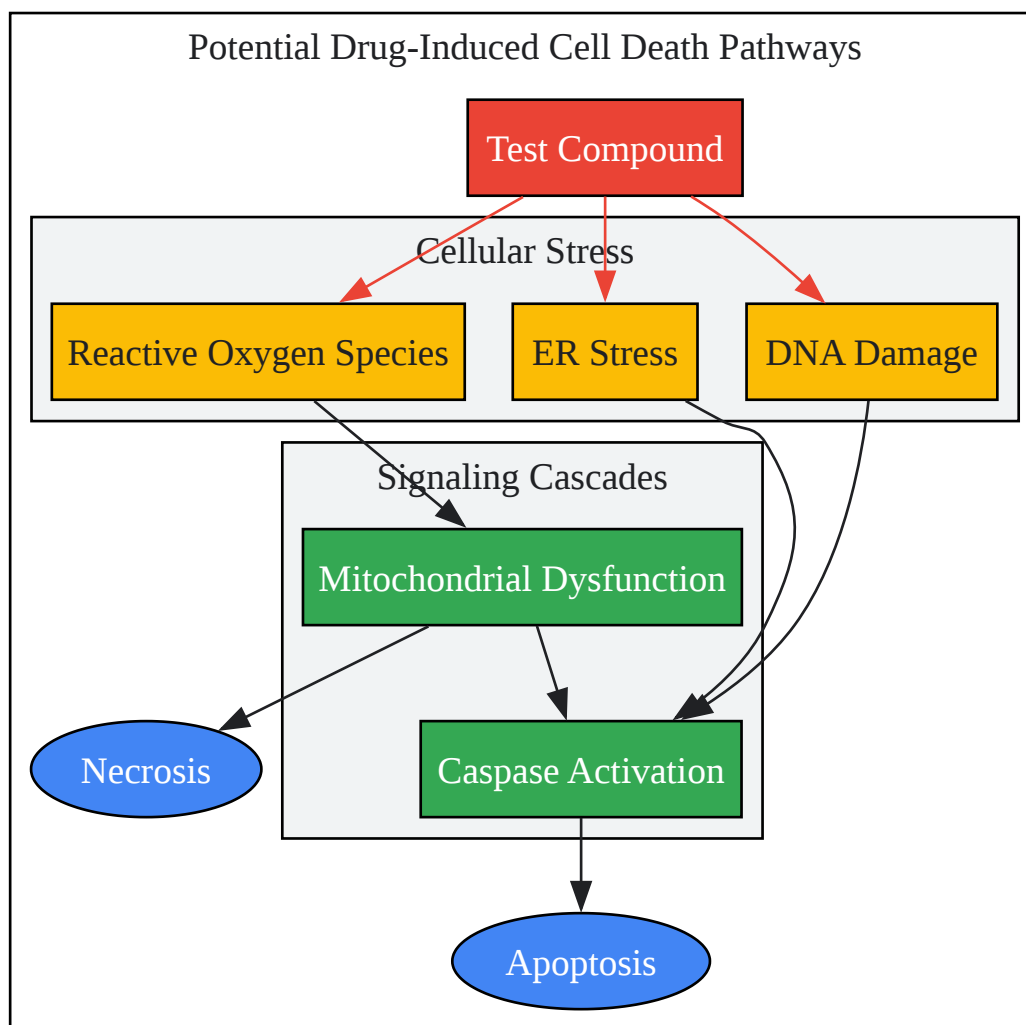 Potential Drug-Induced Cell Death Pathways
Test Compound
Cellular Stress
Reactive Oxygen Species
ER Stress
DNA Damage
Signaling Cascades
Mitochondrial Dysfunction
Necrosis
Caspase Activation
Apoptosis